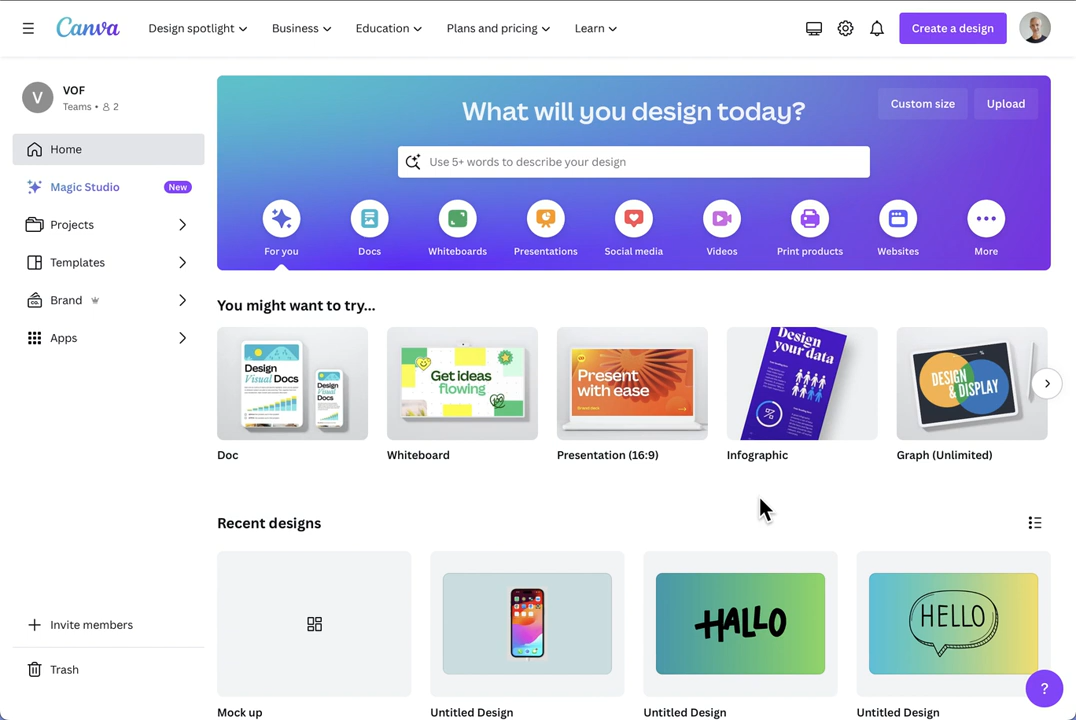 Canva
Design spotlight
Business
Education
Plans and pricing
Learn
Create a design
V
VOF
Teams • 2
Home
Magic Studio
New
Projects
Templates
Brand
Apps
Invite members
Trash
What will you design today?
Custom size
Upload
Use 5+ words to describe your design
For you
Docs
Whiteboards
Presentations
Social media
Videos
Print products
Websites
More
You might want to try...
Design
Visual Docs
Design
Visual
Docs
Get ideas
flowing
Present
with ease
Design
your data
DESIGN
& DISPLAY
Doc
Whiteboard
Presentation (16:9)
Infographic
Graph (Unlimited)
Recent designs
HALLO
HELLO
?
Mock up
Untitled Design
Untitled Design
Untitled Design